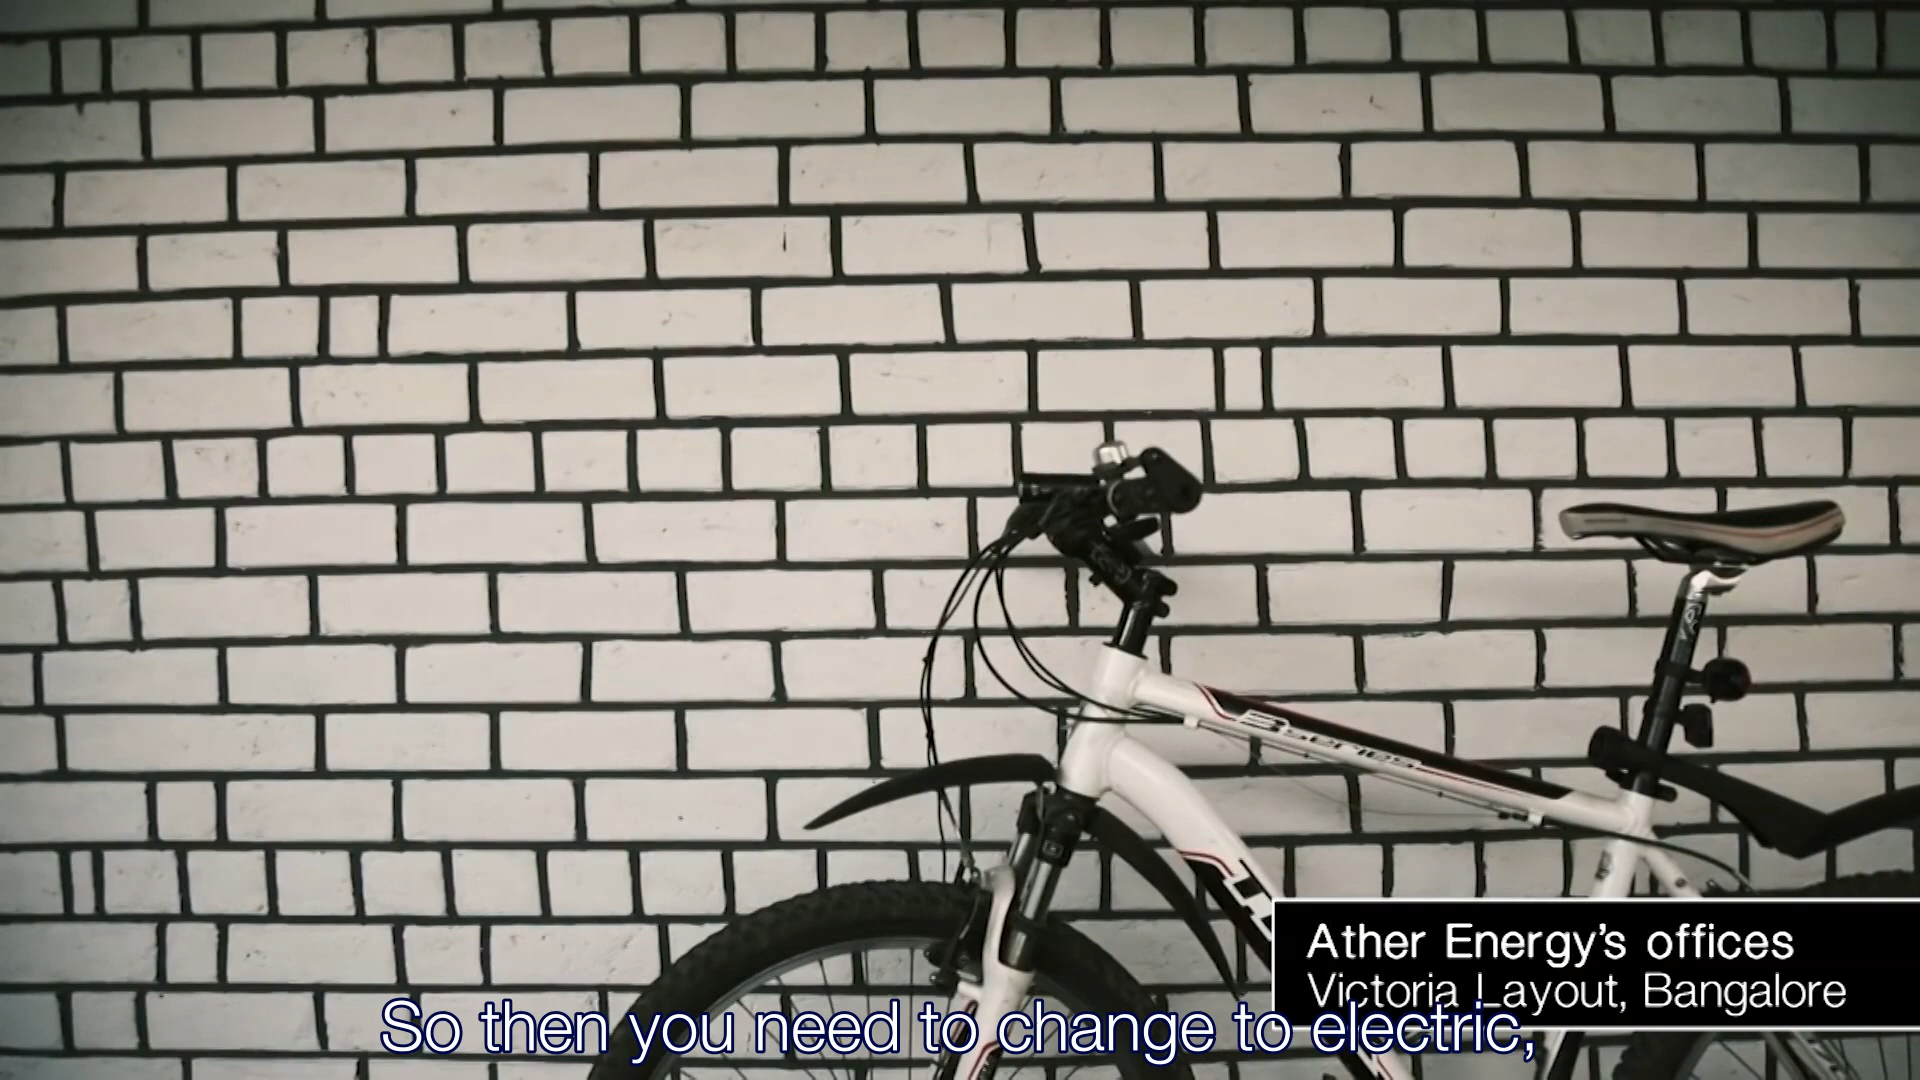 B series
Ather Energy's offices
Victoria Layout, Bangalore
So then you need to change to electric,